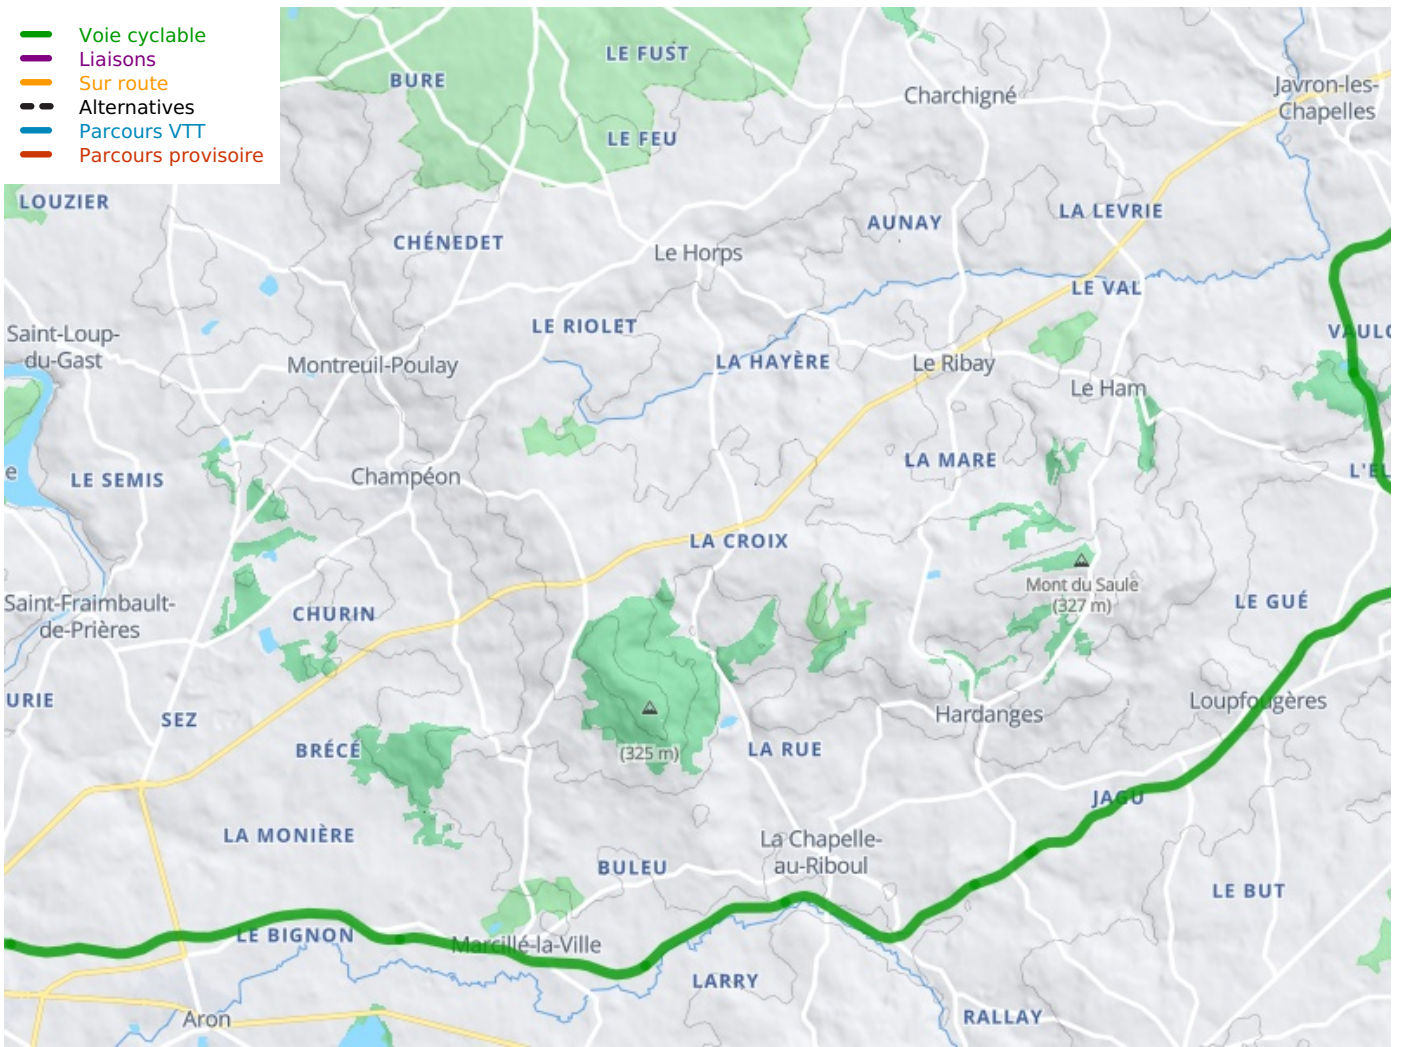 Voie cyclable
Liaisons
Sur route
Alternatives
Parcours VTT
Parcours provisoire
LE FUST
BURE
Charchigné
Javron-les-
Chapelles
LE FEU
LOUZIER
LA LEVRIE
AUNAY
CHÉNEDET
Le Horps
LE VAL
LE RIOLET
Saint-Loup-
du-Gast
Montreuil-Poulay
LA HAYÈRE
Le Ribay
Le Ham
LE SEMIS
Champéon
LA MARE
LA CROIX
Mont du Saule
(327 m)
Saint-Fraimbault-
de-Prières
CHURIN
LE GUÉ
URIE
SEZ
Loupfougères
Hardanges
BRÉCÉ
(325 m)
LA RUE
JAGU
LA MONIÈRE
La Chapelle-
au-Riboul
BULEU
LE BUT
LE BIGNON
Marcillé-la-Ville
LARRY
Aron
RALLAY